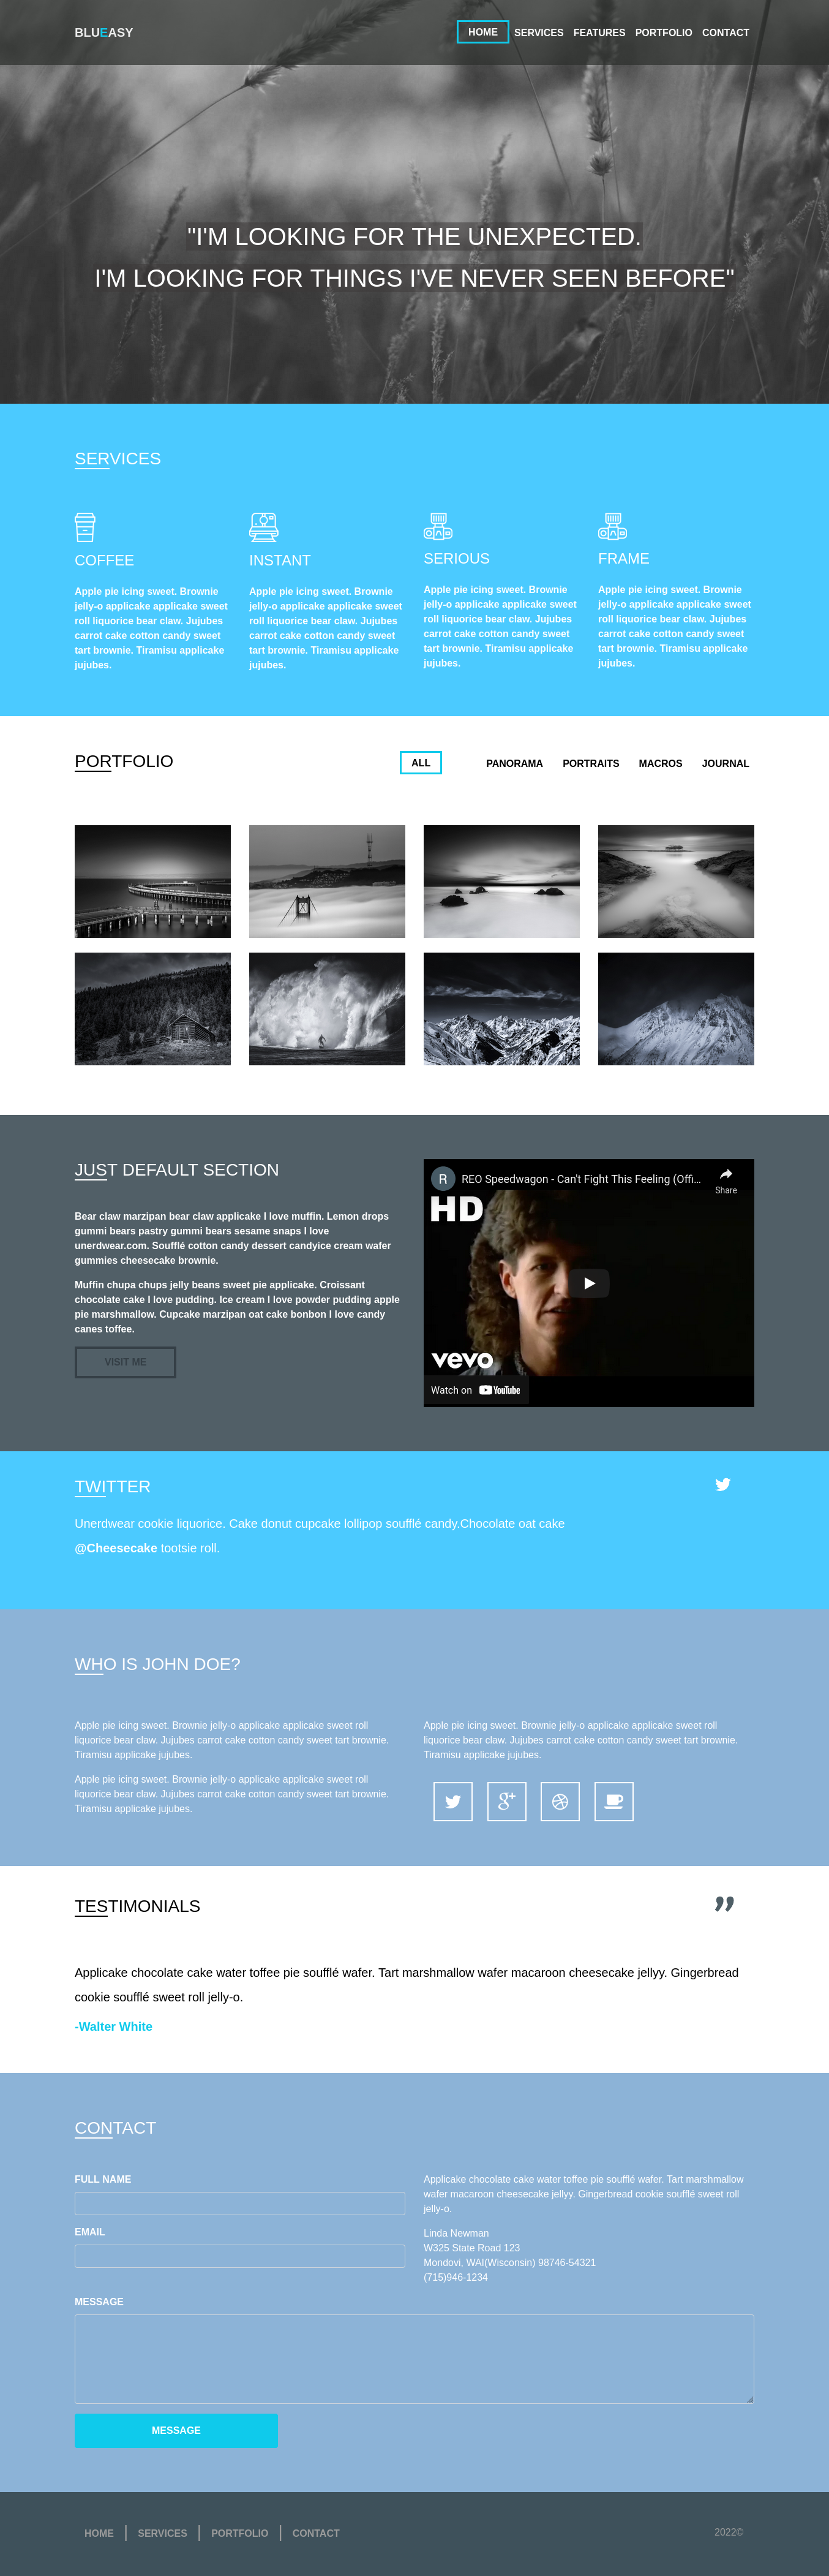 BLUEASY
HOME SERVICES FEATURES PORTFOLIO CONTACT
"I'M LOOKING FOR THE UNEXPECTED.
I'M LOOKING FOR THINGS I'VE NEVER SEEN BEFORE"
SERVICES
COFFEE
Apple pie icing sweet. Brownie
jelly-o applicake applicake sweet
roll liquorice bear claw. Jujubes
carrot cake cotton candy sweet
tart brownie. Tiramisu applicake
jujubes.
INSTANT
Apple pie icing sweet. Brownie
jelly-o applicake applicake sweet
roll liquorice bear claw. Jujubes
carrot cake cotton candy sweet
tart brownie. Tiramisu applicake
jujubes.
SERIOUS
Apple pie icing sweet. Brownie
jelly-o applicake applicake sweet
roll liquorice bear claw. Jujubes
carrot cake cotton candy sweet
tart brownie. Tiramisu applicake
jujubes.
FRAME
Apple pie icing sweet. Brownie
jelly-o applicake applicake sweet
roll liquorice bear claw. Jujubes
carrot cake cotton candy sweet
tart brownie. Tiramisu applicake
jujubes.
PORTFOLIO
ALL PANORAMA PORTRAITS MACROS JOURNAL
JUST DEFAULT SECTION
Bear claw marzipan bear claw applicake I love muffin. Lemon drops
gummi bears pastry gummi bears sesame snaps I love
unerdwear.com. Soufflé cotton candy dessert candyice cream wafer
gummies cheesecake brownie.
Muffin chupa chups jelly beans sweet pie applicake. Croissant
chocolate cake I love pudding. Ice cream I love powder pudding apple
pie marshmallow. Cupcake marzipan oat cake bonbon I love candy
canes toffee.
VISIT ME
R REO Speedwagon - Can't Fight This Feeling (Offi...
Share
HD
vevo
Watch on YouTube
TWITTER
Unerdwear cookie liquorice. Cake donut cupcake lollipop soufflé candy.Chocolate oat cake
@Cheesecake tootsie roll.
WHO IS JOHN DOE?
Apple pie icing sweet. Brownie jelly-o applicake applicake sweet roll
liquorice bear claw. Jujubes carrot cake cotton candy sweet tart brownie.
Tiramisu applicake jujubes.
Apple pie icing sweet. Brownie jelly-o applicake applicake sweet roll
liquorice bear claw. Jujubes carrot cake cotton candy sweet tart brownie.
Tiramisu applicake jujubes.
Apple pie icing sweet. Brownie jelly-o applicake applicake sweet roll
liquorice bear claw. Jujubes carrot cake cotton candy sweet tart brownie.
Tiramisu applicake jujubes.
g+
TESTIMONIALS
”
Applicake chocolate cake water toffee pie soufflé wafer. Tart marshmallow wafer macaroon cheesecake jellyy. Gingerbread
cookie soufflé sweet roll jelly-o.
-Walter White
CONTACT
FULL NAME
EMAIL
Applicake chocolate cake water toffee pie soufflé wafer. Tart marshmallow
wafer macaroon cheesecake jellyy. Gingerbread cookie soufflé sweet roll
jelly-o.
Linda Newman
W325 State Road 123
Mondovi, WAI(Wisconsin) 98746-54321
(715)946-1234
MESSAGE
MESSAGE
HOME SERVICES PORTFOLIO CONTACT
2022©